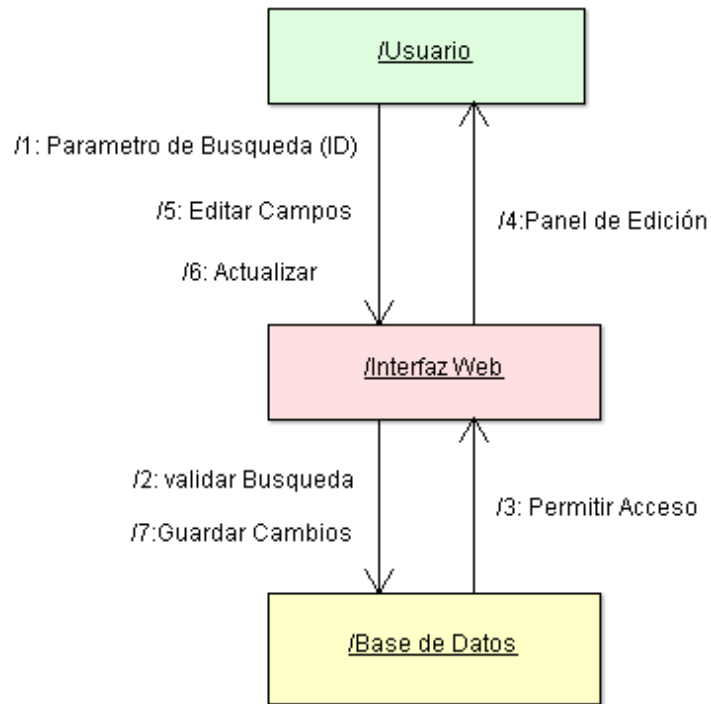 /Usuario
/1: Parametro de Busqueda (ID)
/5: Editar Campos
/4:Panel de Edición
/6: Actualizar
/Interfaz Web
/2: validar Busqueda
/3: Permitir Acceso
/7:Guardar Cambios
/Base de Datos